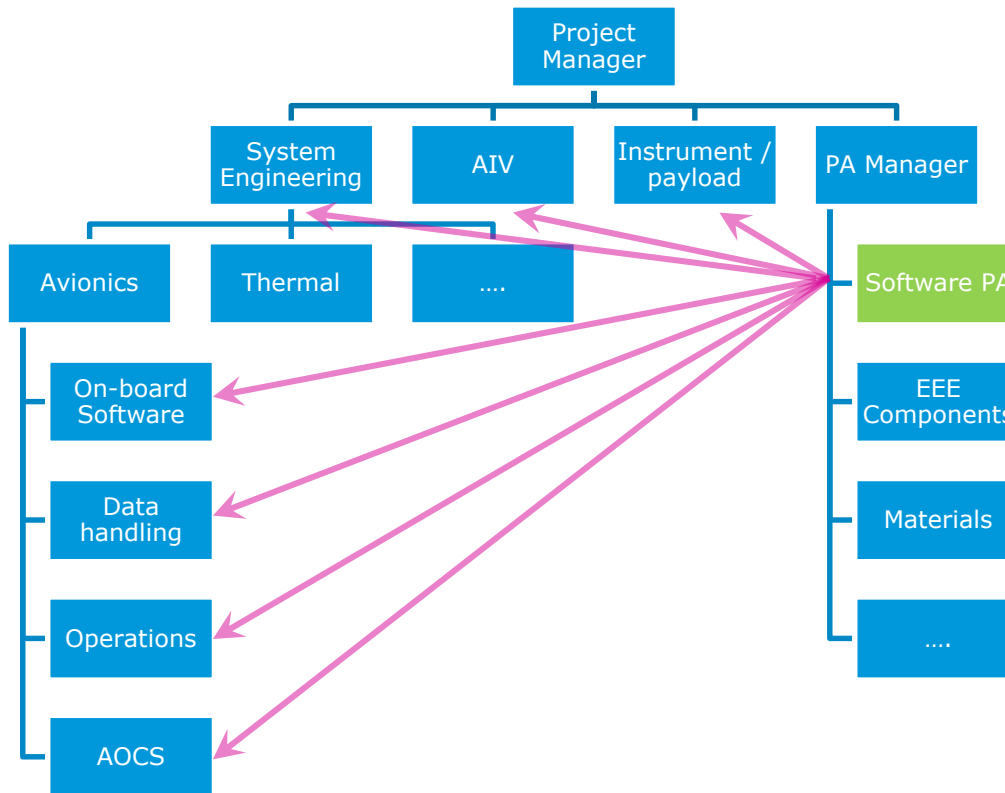 Project
Manager
System
Engineering
AIV
Instrument /
payload
PA Manager
Avionics
Thermal
….
Software PA
On-board
Software
EEE
Components
Data
handling
Materials
Operations
….
AOCS